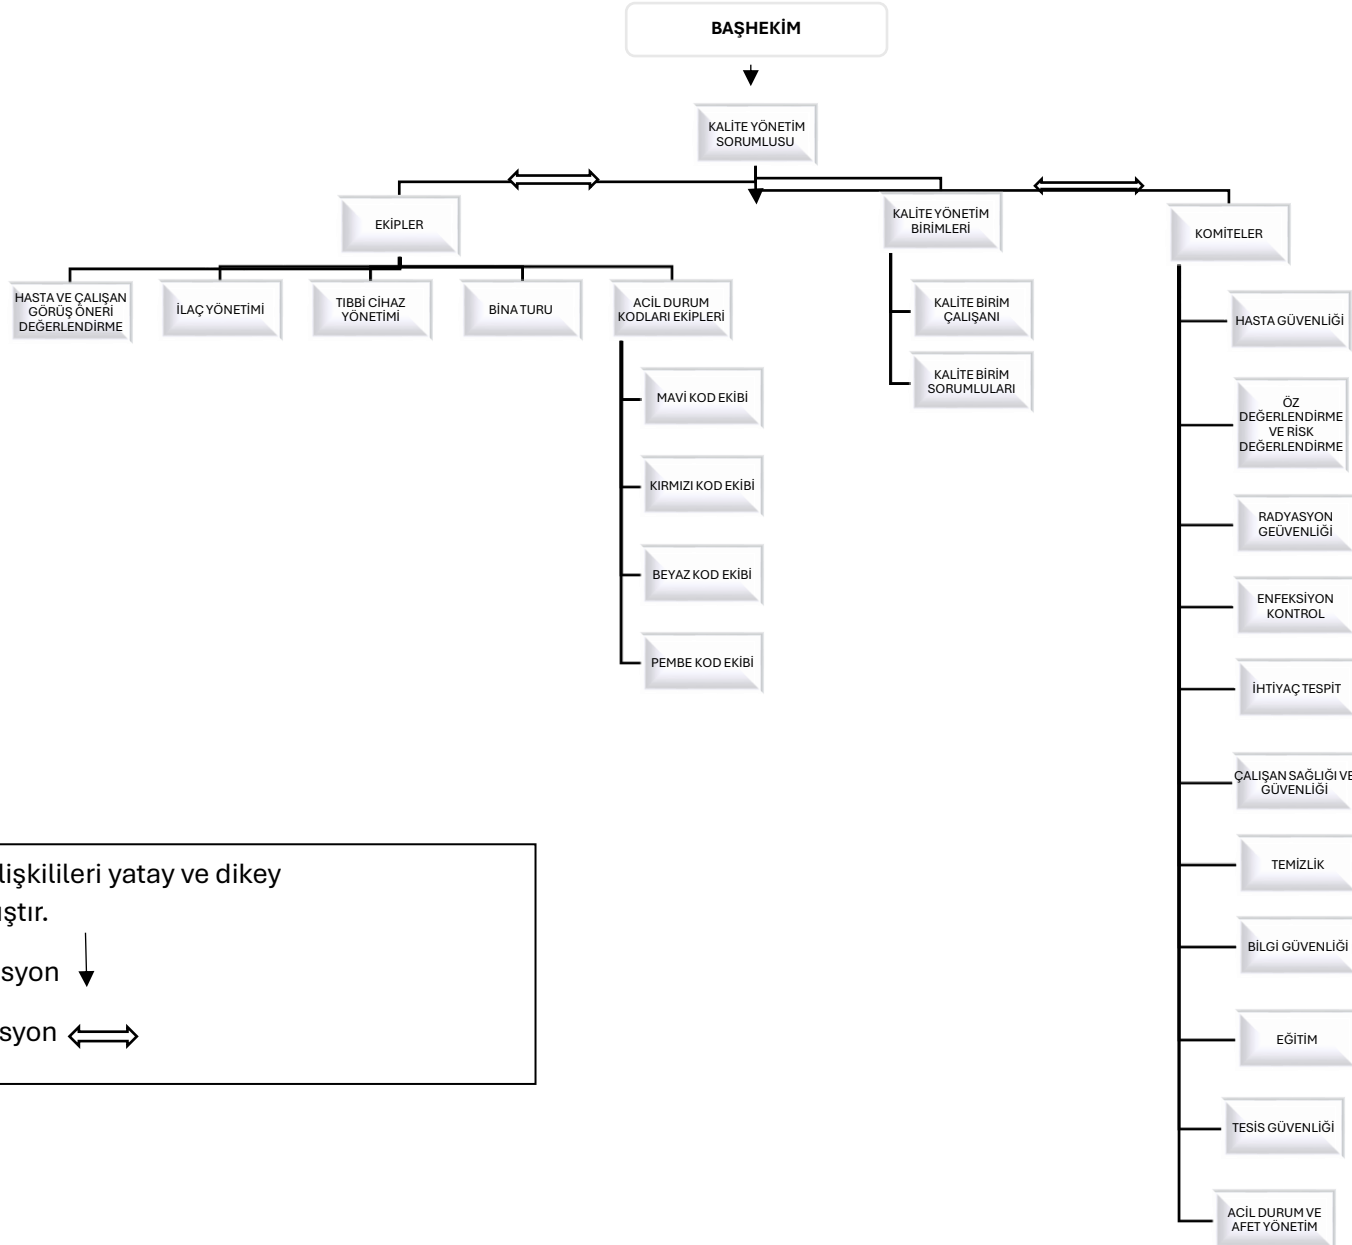 BAŞHEKİM
KALİTE YÖNETİM
SORUMLUSU
EKİPLER
KALİTE YÖNETİM
BİRİMLERİ
KOMİTELER
HASTA VE ÇALIŞAN
GÖRÜŞ ÖNERİ
DEĞERLENDİRME
İLAÇ YÖNETİMİ
TIBBİ CİHAZ
YÖNETİMİ
BİNA TURU
ACİL DURUM
KODLARI EKİPLERİ
MAVİ KOD EKİBİ
KIRMIZI KOD EKİBİ
BEYAZ KOD EKİBİ
PEMBE KOD EKİBİ
KALİTE BİRİM
ÇALIŞANI
KALİTE BİRİM
SORUMLULARI
HASTA GÜVENLİĞİ
ÖZ
DEĞERLENDİRME
VE RİSK
DEĞERLENDİRME
RADYASYON
GEÜVENLİĞİ
ENFEKSİYON
KONTROL
İHTİYAÇ TESPİT
ÇALIŞAN SAĞLIĞI VE
GÜVENLİĞİ
TEMİZLİK
BİLGİ GÜVENLİĞİ
EĞİTİM
TESİS GÜVENLİĞİ
ACİL DURUM VE
AFET YÖNETİM
lişkilileri yatay ve dikey
ıştır.
syon
syon